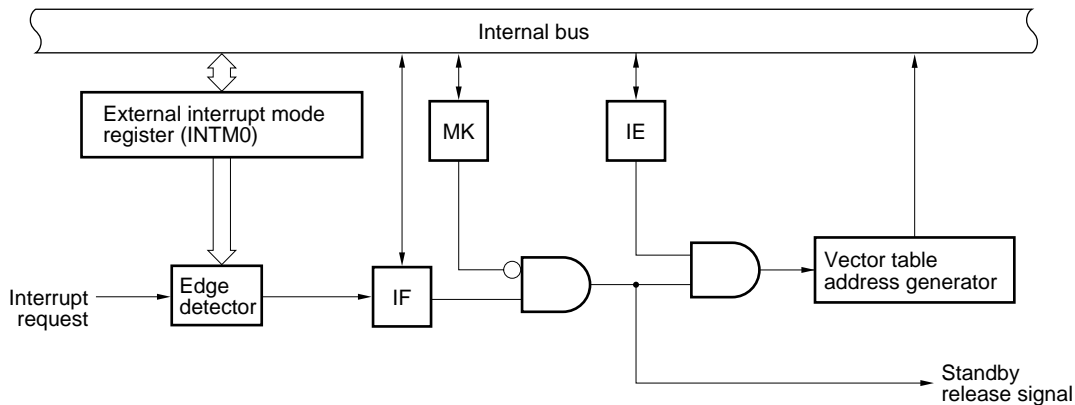 Internal bus
External interrupt mode
register (INTM0)
MK
IE
Vector table
address generator
Edge
detector
IF
Interrupt
request
Standby
release signal